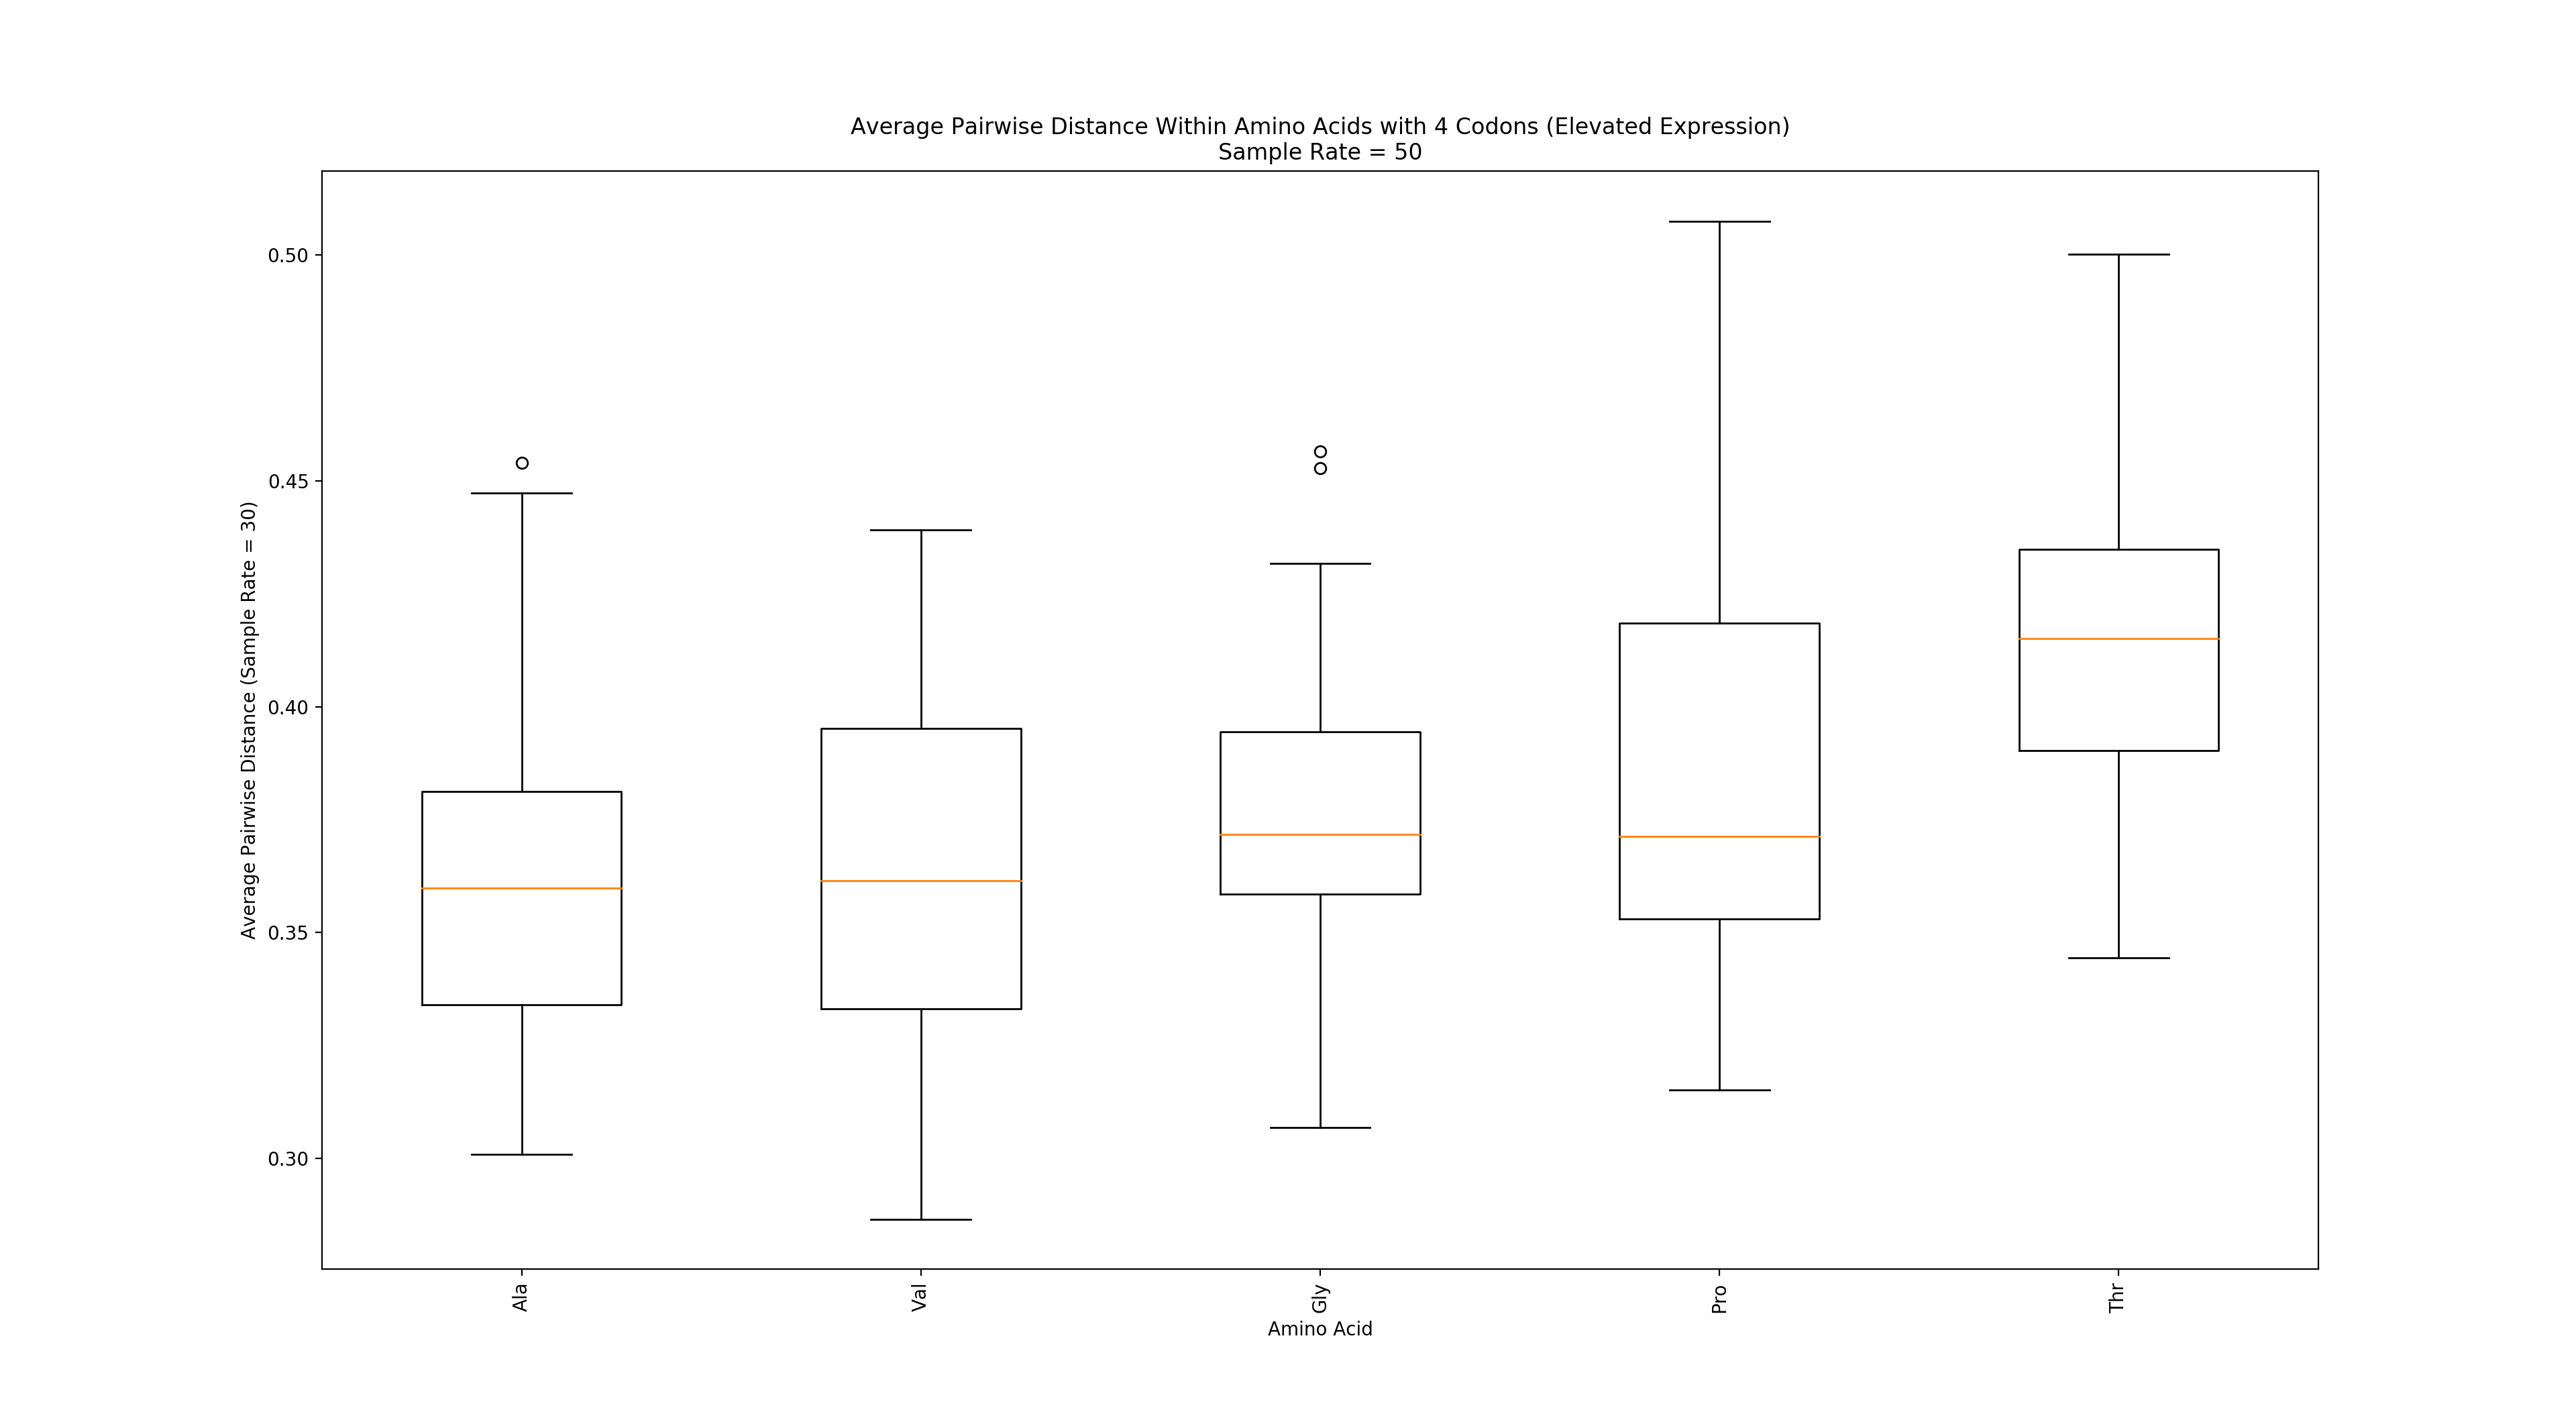 Average Pairwise Distance Within Amino Acids with 4 Codons (Elevated Expression)
Sample Rate = 50
Average Pairwise Distance (Sample Rate = 30)
0.50
0.45
0.40
0.35
0.30
Ala
Val
Gly
Pro
Thr
Amino Acid